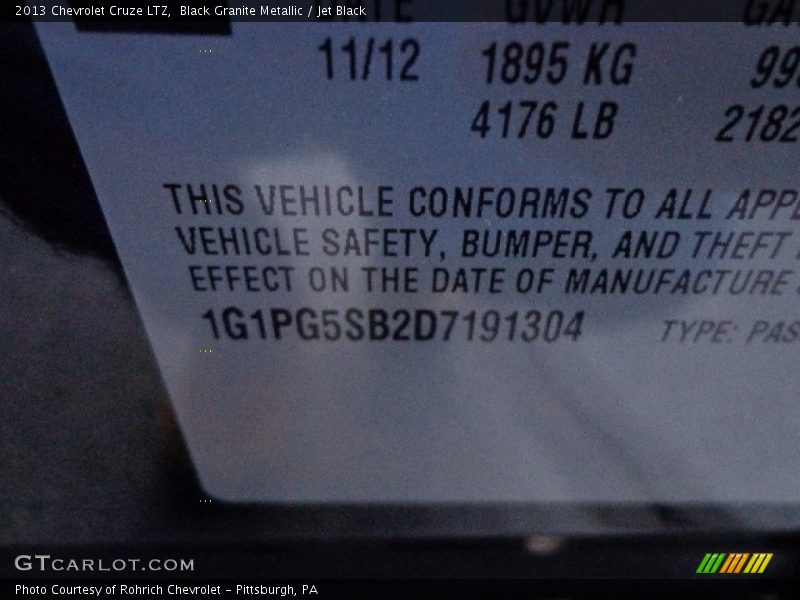 2013 Chevrolet Cruze LTZ, Black Granite Metallic / Jet Black
GVWR
11/12 1895 KG
4176 LB 2182
THIS VEHICLE CONFORMS TO ALL
VEHICLE SAFETY, BUMPER, AND THEFT
EFFECT ON THE DATE OF MANUFACTURE
1G1PG5SB2D7191304 TYPE:
GTCARLOT.COM
Photo Courtesy of Rohrich Chevrolet - Pittsburgh, PA